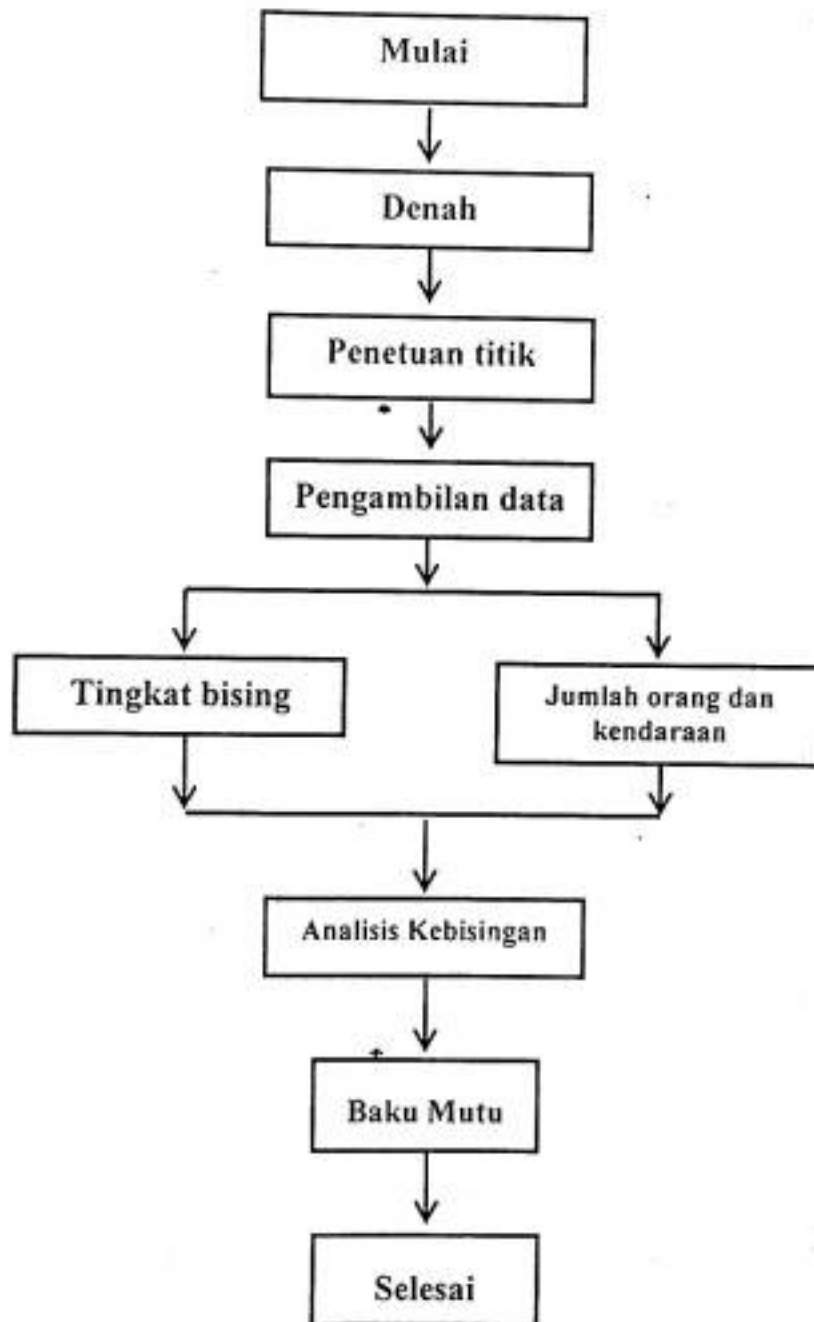 Mulai
Denah
Penetuan titik
Pengambilan data
Tingkat bising
Jumlah orang dan
kendaraan
Analisis Kebisingan
Baku Mutu
Selesai